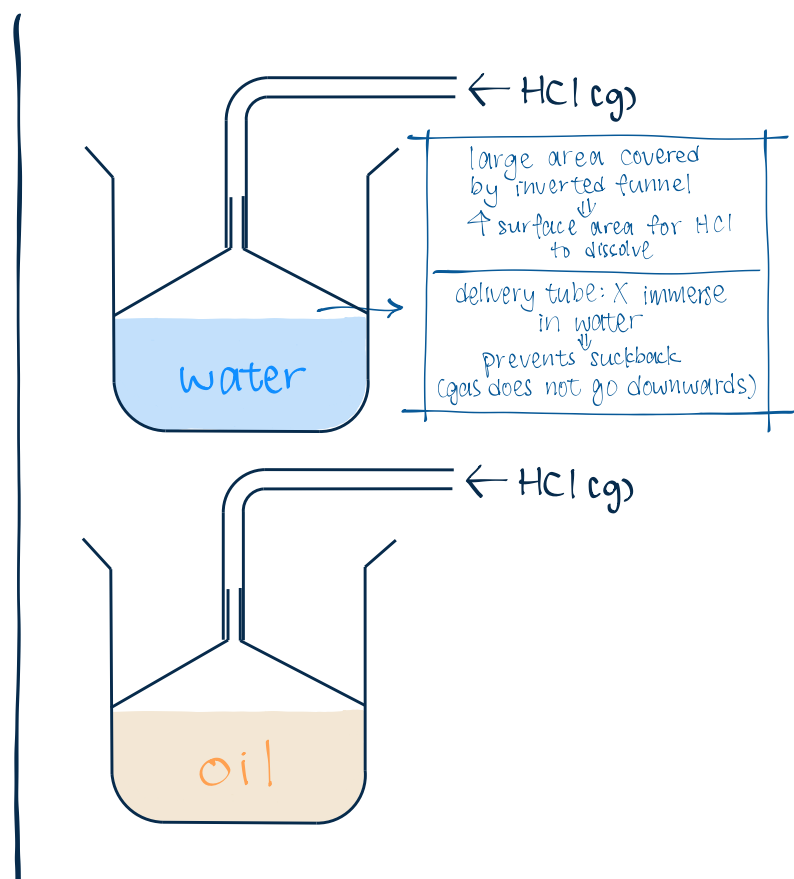 ← HCl (g)
large area covered
by inverted funnel
⇓
↑ surface area for HCl
to dissolve
delivery tube: X immerse
in water
⇓
prevents suckback
(gas does not go downwards)
water
← HCl (g)
oil